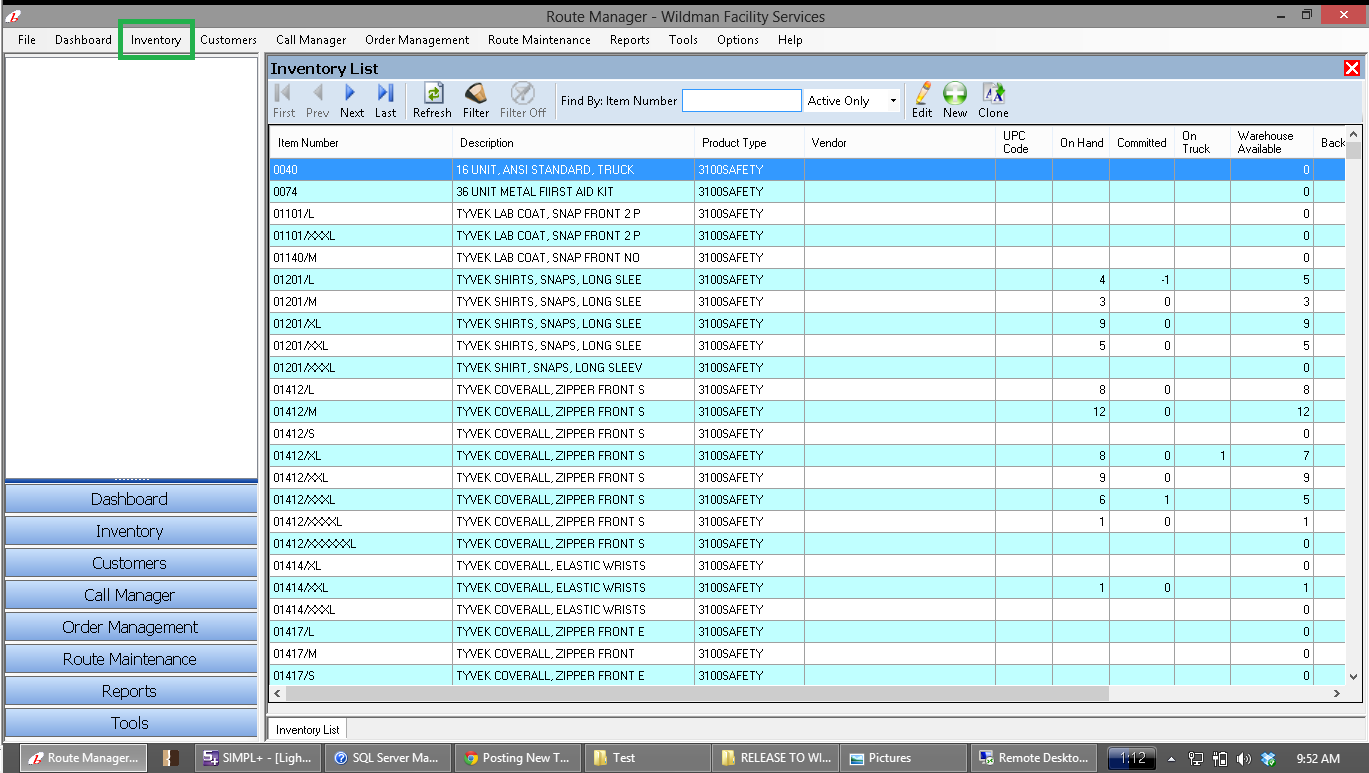 Route Manager - Wildman Facility Services
File Dashboard Inventory Customers Call Manager Order Management Route Maintenance Reports Tools Options Help
Inventory List
First Prev Next Last Refresh Filter Filter Off Find By: Item Number Active Only Edit New Clone
Item Number Description Product Type Vendor UPC Code On Hand Committed On Truck Warehouse Available Back
0040 16 UNIT, ANSI STANDARD, TRUCK 3100SAFETY 0
0074 36 UNIT METAL FIIRST AID KIT 3100SAFETY 0
01101/L TYVEK LAB COAT, SNAP FRONT 2 P 3100SAFETY 0
01101/XXXL TYVEK LAB COAT, SNAP FRONT 2 P 3100SAFETY 0
01140/M TYVEK LAB COAT, SNAP FRONT NO 3100SAFETY 0
01201/L TYVEK SHIRTS, SNAPS, LONG SLEE 3100SAFETY 4 -1 5
01201/M TYVEK SHIRTS, SNAPS, LONG SLEE 3100SAFETY 3 0 3
01201/XL TYVEK SHIRTS, SNAPS, LONG SLEE 3100SAFETY 9 0 9
01201/XXL TYVEK SHIRTS, SNAPS, LONG SLEE 3100SAFETY 5 0 5
01201/XXXL TYVEK SHIRT, SNAPS, LONG SLEEV 3100SAFETY 0
01412/L TYVEK COVERALL, ZIPPER FRONT S 3100SAFETY 8 0 8
01412/M TYVEK COVERALL, ZIPPER FRONT S 3100SAFETY 12 0 12
01412/S TYVEK COVERALL, ZIPPER FRONT S 3100SAFETY 0
01412/XL TYVEK COVERALL, ZIPPER FRONT S 3100SAFETY 8 0 1 7
01412/XXL TYVEK COVERALL, ZIPPER FRONT S 3100SAFETY 9 0 9
01412/XXXL TYVEK COVERALL, ZIPPER FRONT S 3100SAFETY 6 1 5
01412/XXXXL TYVEK COVERALL, ZIPPER FRONT S 3100SAFETY 1 0 1
01412/XXXXXXL TYVEK COVERALL, ZIPPER FRONT S 3100SAFETY 0
01414/XL TYVEK COVERALL, ELASTIC WRISTS 3100SAFETY 0
01414/XXL TYVEK COVERALL, ELASTIC WRISTS 3100SAFETY 1 0 1
01414/XXXL TYVEK COVERALL, ELASTIC WRISTS 3100SAFETY 0
01417/L TYVEK COVERALL, ZIPPER FRONT E 3100SAFETY 0
01417/M TYVEK COVERALL, ZIPPER FRONT 3100SAFETY 0
01417/S TYVEK COVERALL, ZIPPER FRONT E 3100SAFETY 0
Dashboard
Inventory
Customers
Call Manager
Order Management
Route Maintenance
Reports
Tools
Inventory List
Route Manager... SIMPL+ - [Ligh... SQL Server Ma... Posting New T... Test RELEASE TO WI... Pictures Remote Deskto... 1:12 9:52 AM